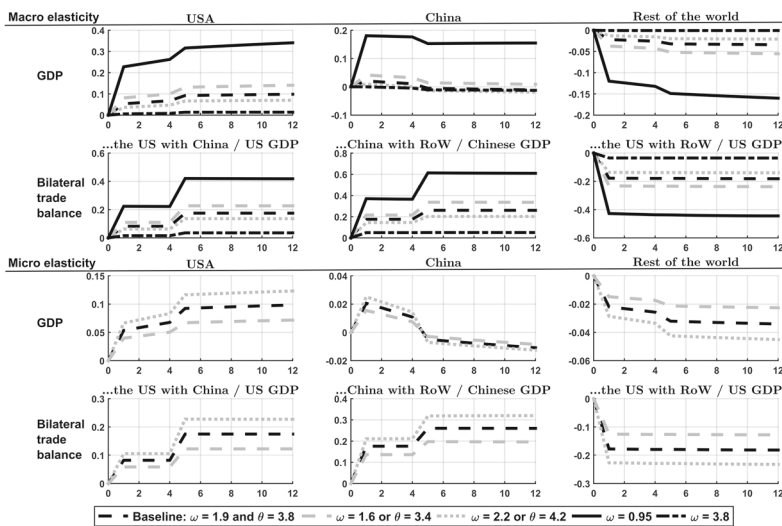 Macro elasticity
USA
China
Rest of the world
GDP
0.4
0.3
0.2
0.1
0
0 2 4 6 8 10 12
0.2
0.1
0
-0.1
0 2 4 6 8 10 12
0
-0.05
-0.1
-0.15
-0.2
0 2 4 6 8 10 12
...the US with China / US GDP
...China with RoW / Chinese GDP
...the US with RoW / US GDP
Bilateral
trade
balance
0.6
0.4
0.2
0
0 2 4 6 8 10 12
0.8
0.6
0.4
0.2
0
0 2 4 6 8 10 12
0
-0.2
-0.4
-0.6
0 2 4 6 8 10 12
Micro elasticity
USA
China
Rest of the world
GDP
0.15
0.1
0.05
0
0 2 4 6 8 10 12
0.04
0.02
0
-0.02
0 2 4 6 8 10 12
0
-0.02
-0.04
-0.06
0 2 4 6 8 10 12
...the US with China / US GDP
...China with RoW / Chinese GDP
...the US with RoW / US GDP
Bilateral
trade
balance
0.3
0.2
0.1
0
0 2 4 6 8 10 12
0.4
0.3
0.2
0.1
0
0 2 4 6 8 10 12
0
-0.1
-0.2
-0.3
0 2 4 6 8 10 12
Baseline: ω = 1.9 and θ = 3.8 ω = 1.6 or θ = 3.4 ω = 2.2 or θ = 4.2 ω = 0.95 ω = 3.8